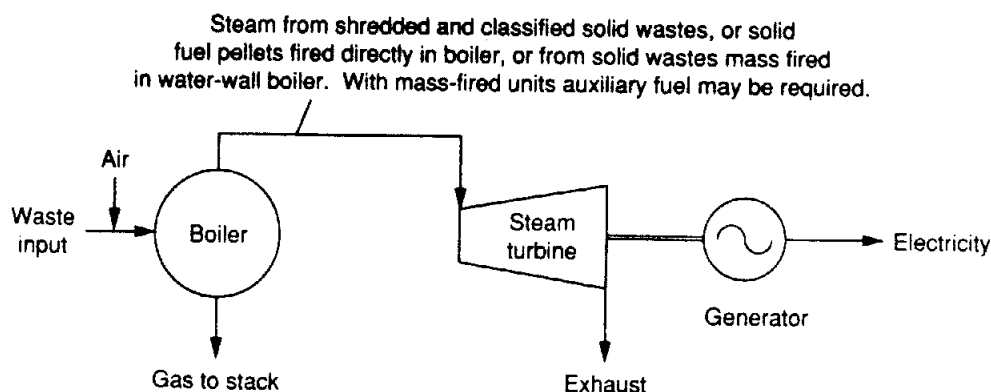 Steam from shredded and classified solid wastes, or solid
fuel pellets fired directly in boiler, or from solid wastes mass fired
in water-wall boiler. With mass-fired units auxiliary fuel may be required.
Air
Waste
input
Boiler
Steam
turbine
Electricity
Generator
Gas to stack
Exhaust